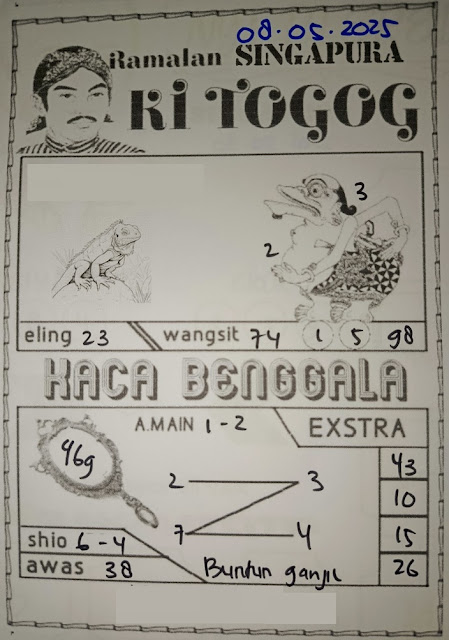 08.05.2025
Ramalan SINGAPURA
KI TOGOG
3
2
eling 23 wangsit 74 1 5 98
KACA BENGGALA
A.MAIN 1-2 EXSTRA
469
43
2 3
10
7 4
15
shio 6-4
awas 38 Buntun ganjil 26